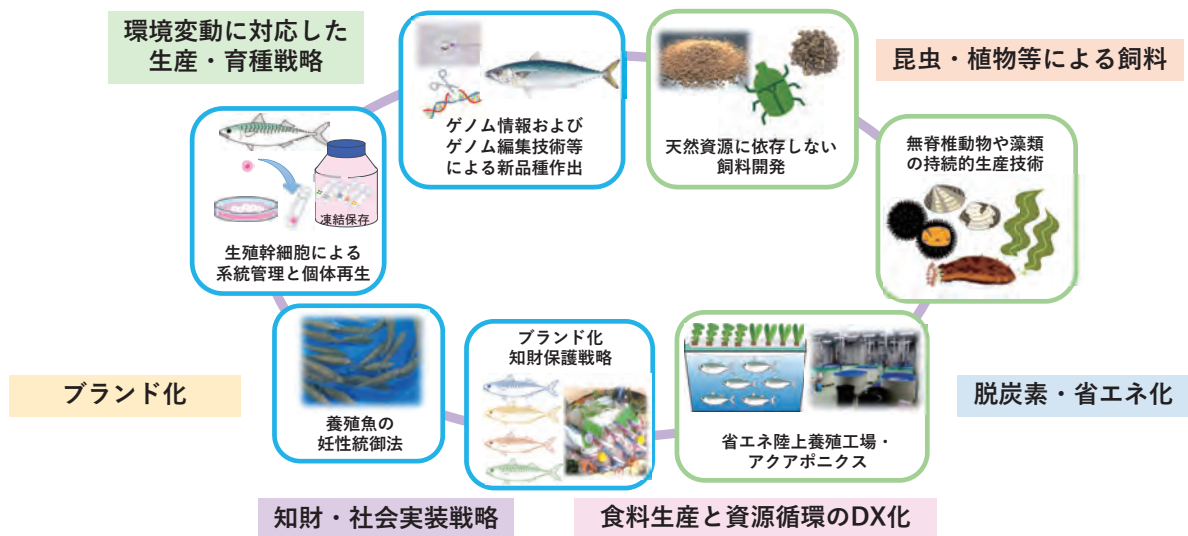 環境変動に対応した
生産・育種戦略
ゲノム情報および
ゲノム編集技術等
による新品種作出
天然資源に依存しない
飼料開発
昆虫・植物等による飼料
無脊椎動物や藻類
の持続的生産技術
凍結保存
生殖幹細胞による
系統管理と個体再生
養殖魚の
妊性統御法
ブランド化
知財保護戦略
省エネ陸上養殖工場・
アクアポニクス
ブランド化
脱炭素・省エネ化
知財・社会実装戦略
食料生産と資源循環のDX化